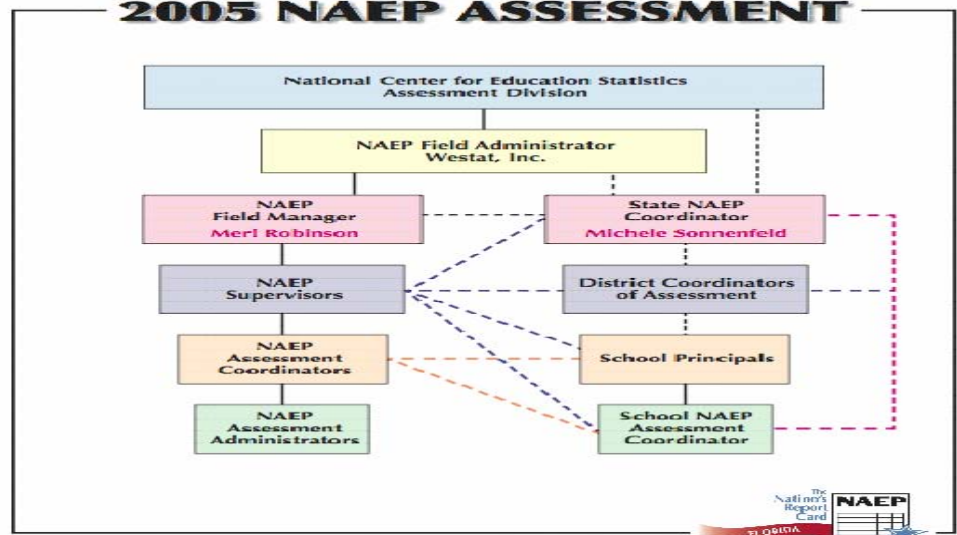 2005 NAEP ASSESSMENT
National Center for Education Statistics
Assessment Division
NAEP Field Administrator
Westat, Inc.
NAEP
Field Manager
Merl Robinson
State NAEP
Coordinator
Michele Sonnenfeld
NAEP
Supervisors
District Coordinators
of Assessment
NAEP
Assessment
Coordinators
School Principals
NAEP
Assessment
Administrators
School NAEP
Assessment
Coordinator
The
Nation's
Report
Card
NAEP
FLORIDA